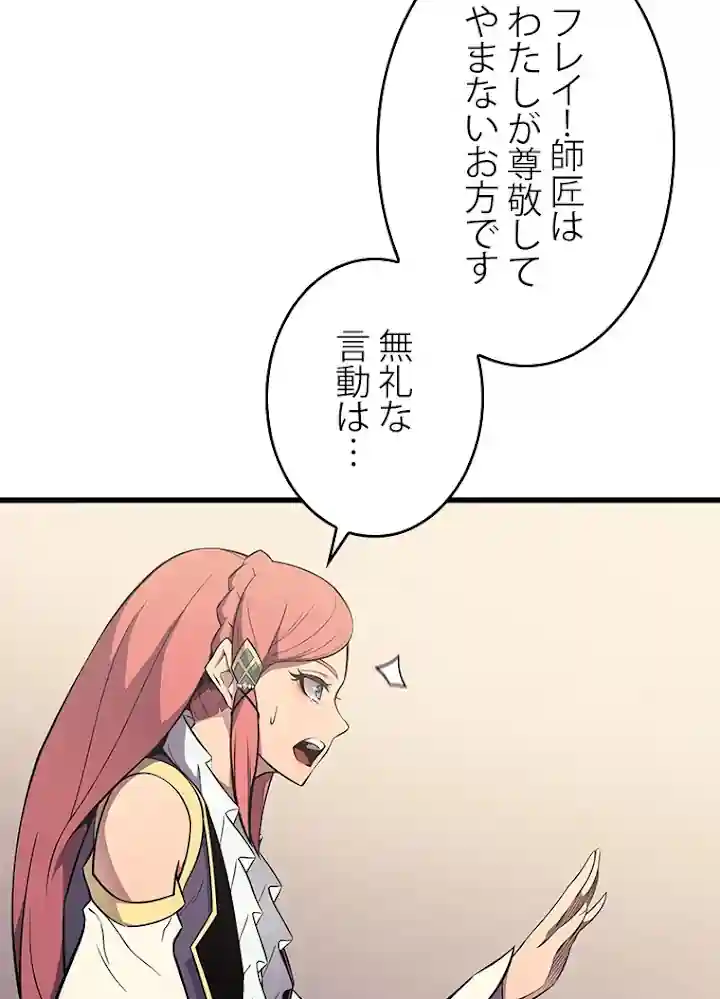 フレイ！師匠は
わたしが尊敬して
やまないお方です
無礼な
言動は…